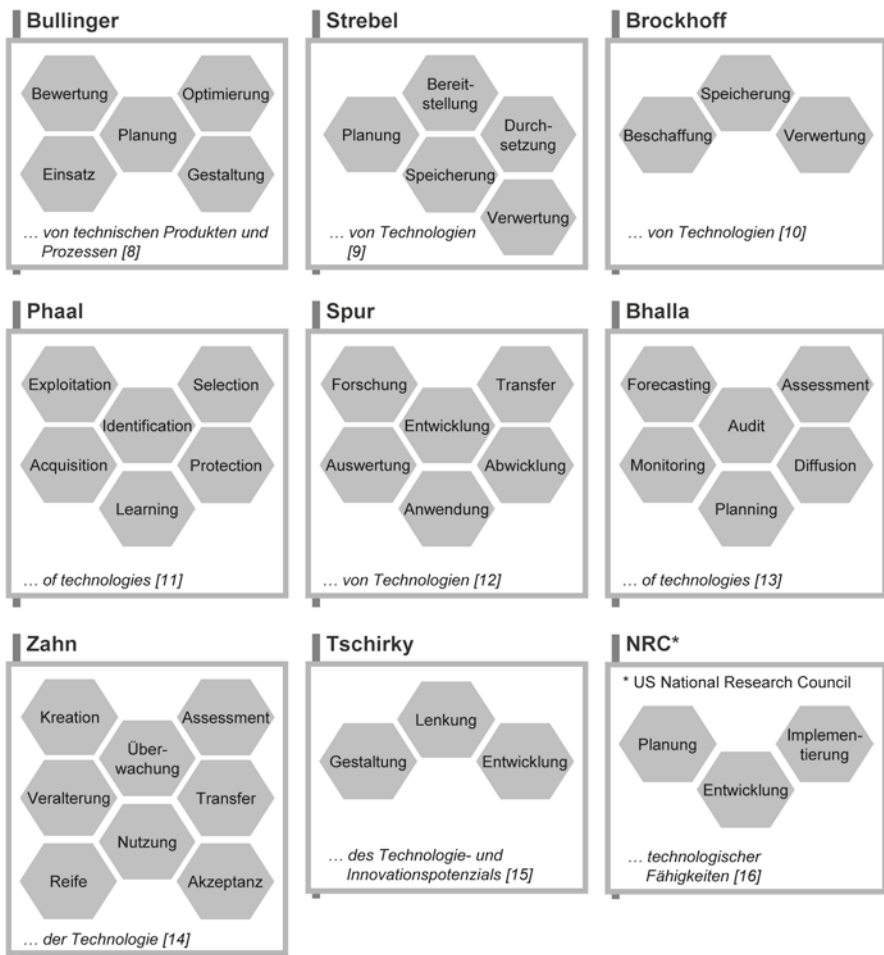 Bullinger
Bewertung
Optimierung
Planung
Einsatz
Gestaltung
... von technischen Produkten und
Prozessen [8]
Strebel
Bereit-
stellung
Planung
Durch-
setzung
Speicherung
Verwertung
... von Technologien
[9]
Brockhoff
Speicherung
Beschaffung
Verwertung
... von Technologien [10]
Phaal
Exploitation
Selection
Identification
Acquisition
Protection
Learning
... of technologies [11]
Spur
Forschung
Transfer
Entwicklung
Auswertung
Abwicklung
Anwendung
... von Technologien [12]
Bhalla
Forecasting
Assessment
Audit
Monitoring
Diffusion
Planning
... of technologies [13]
Zahn
Kreation
Assessment
Über-
wachung
Veralterung
Transfer
Nutzung
Reife
Akzeptanz
... der Technologie [14]
Tschirky
Lenkung
Gestaltung
Entwicklung
... des Technologie- und
Innovationspotenzials [15]
NRC*
* US National Research Council
Planung
Implemen-
tierung
Entwicklung
... technologischer
Fähigkeiten [16]